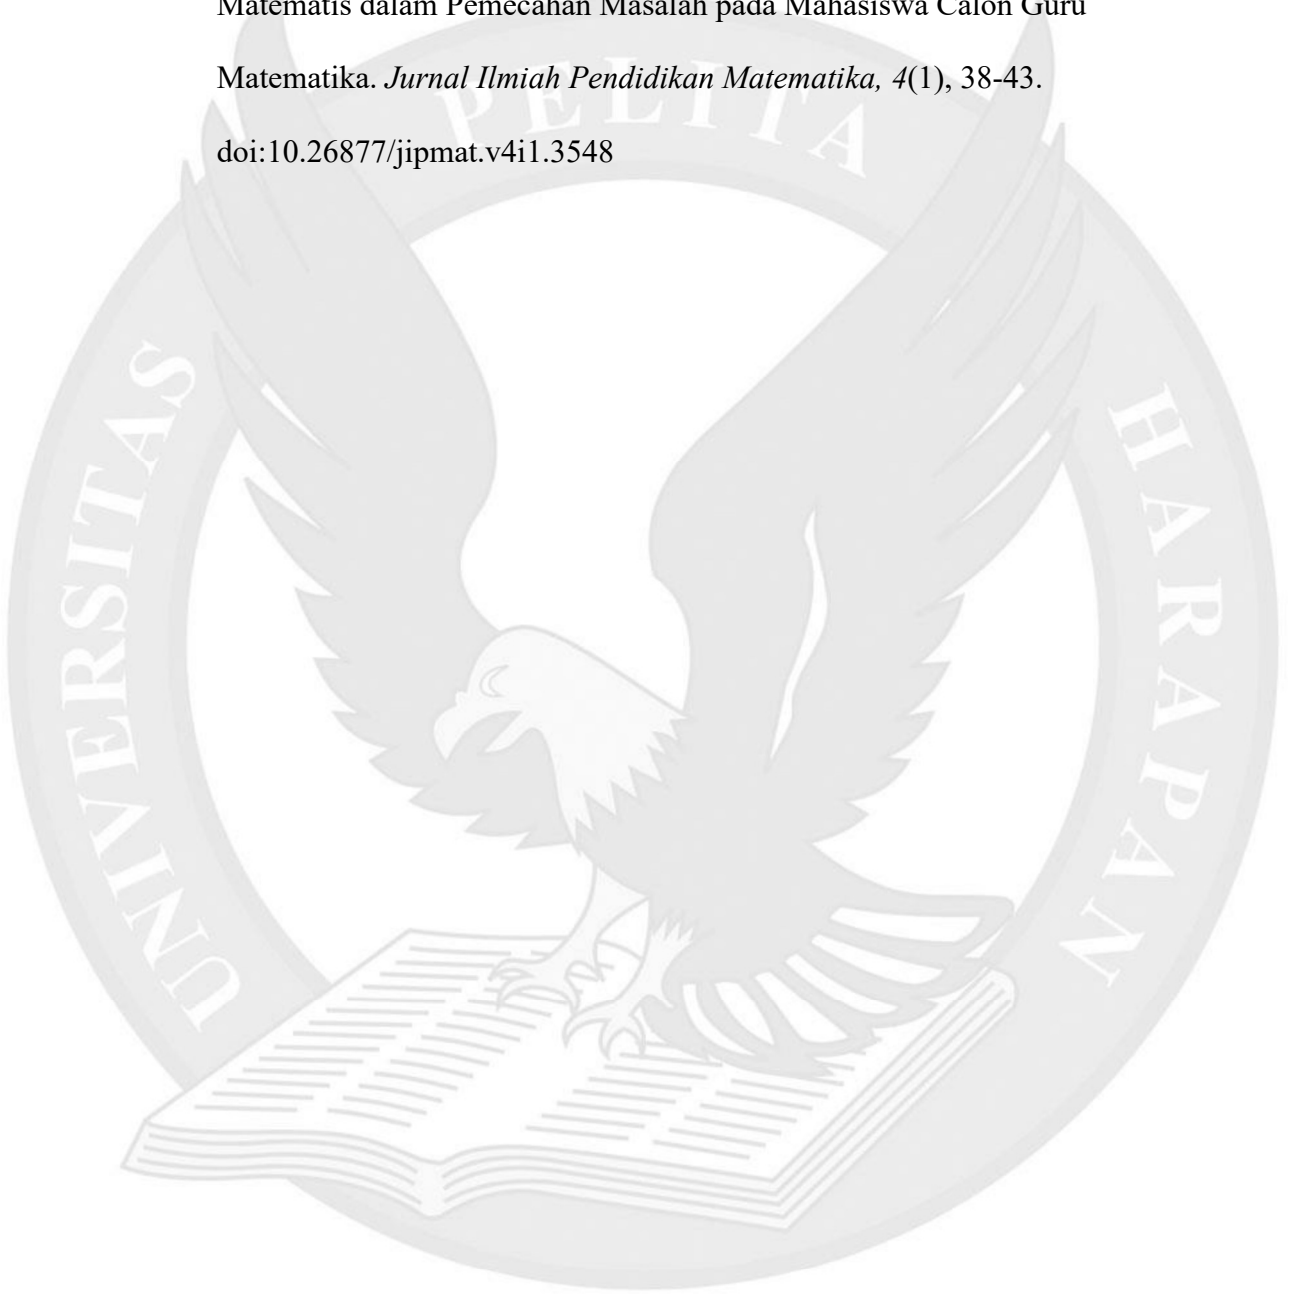 Matematis dalam Pemecahan Masalah pada Mahasiswa Calon Guru
Matematika. Jurnal Ilmiah Pendidikan Matematika, 4(1), 38-43.
doi:10.26877/jipmat.v4i1.3548
UNIVERSITAS PELITA HARAPAN